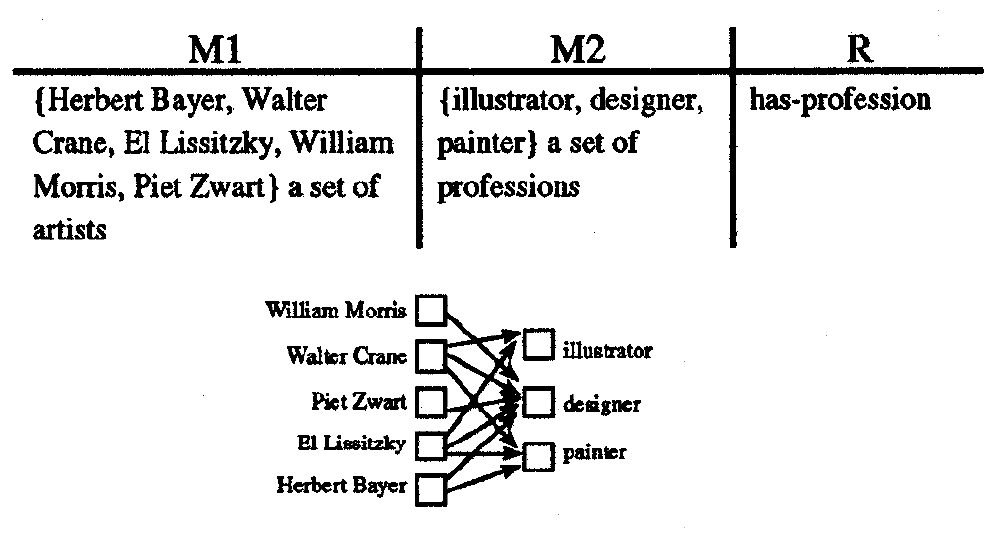 M1 M2 R
{Herbert Bayer, Walter
Crane, El Lissitzky, William
Morris, Piet Zwart} a set of
artists
{illustrator, designer,
painter} a set of
professions
has-profession
William Morris
Walter Crane
Piet Zwart
El Lissitzky
Herbert Bayer
illustrator
designer
painter